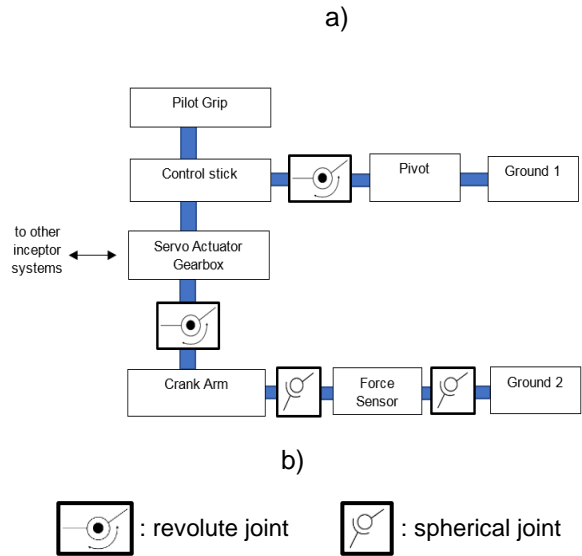 a)
Pilot Grip
Control stick
Pivot
Ground 1
to other
inceptor
systems
Servo Actuator
Gearbox
Crank Arm
Force
Sensor
Ground 2
b)
: revolute joint
: spherical joint